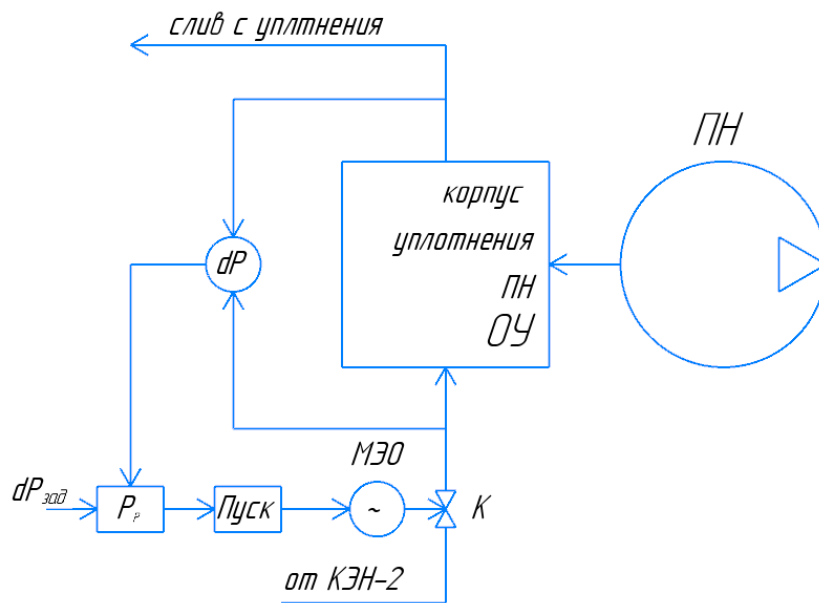 слив с уплтнения
ПН
корпус
уплотнения
ПН
ОУ
dP
МЭО
dPзад
Pр
Пуск
~
К
от КЭН-2